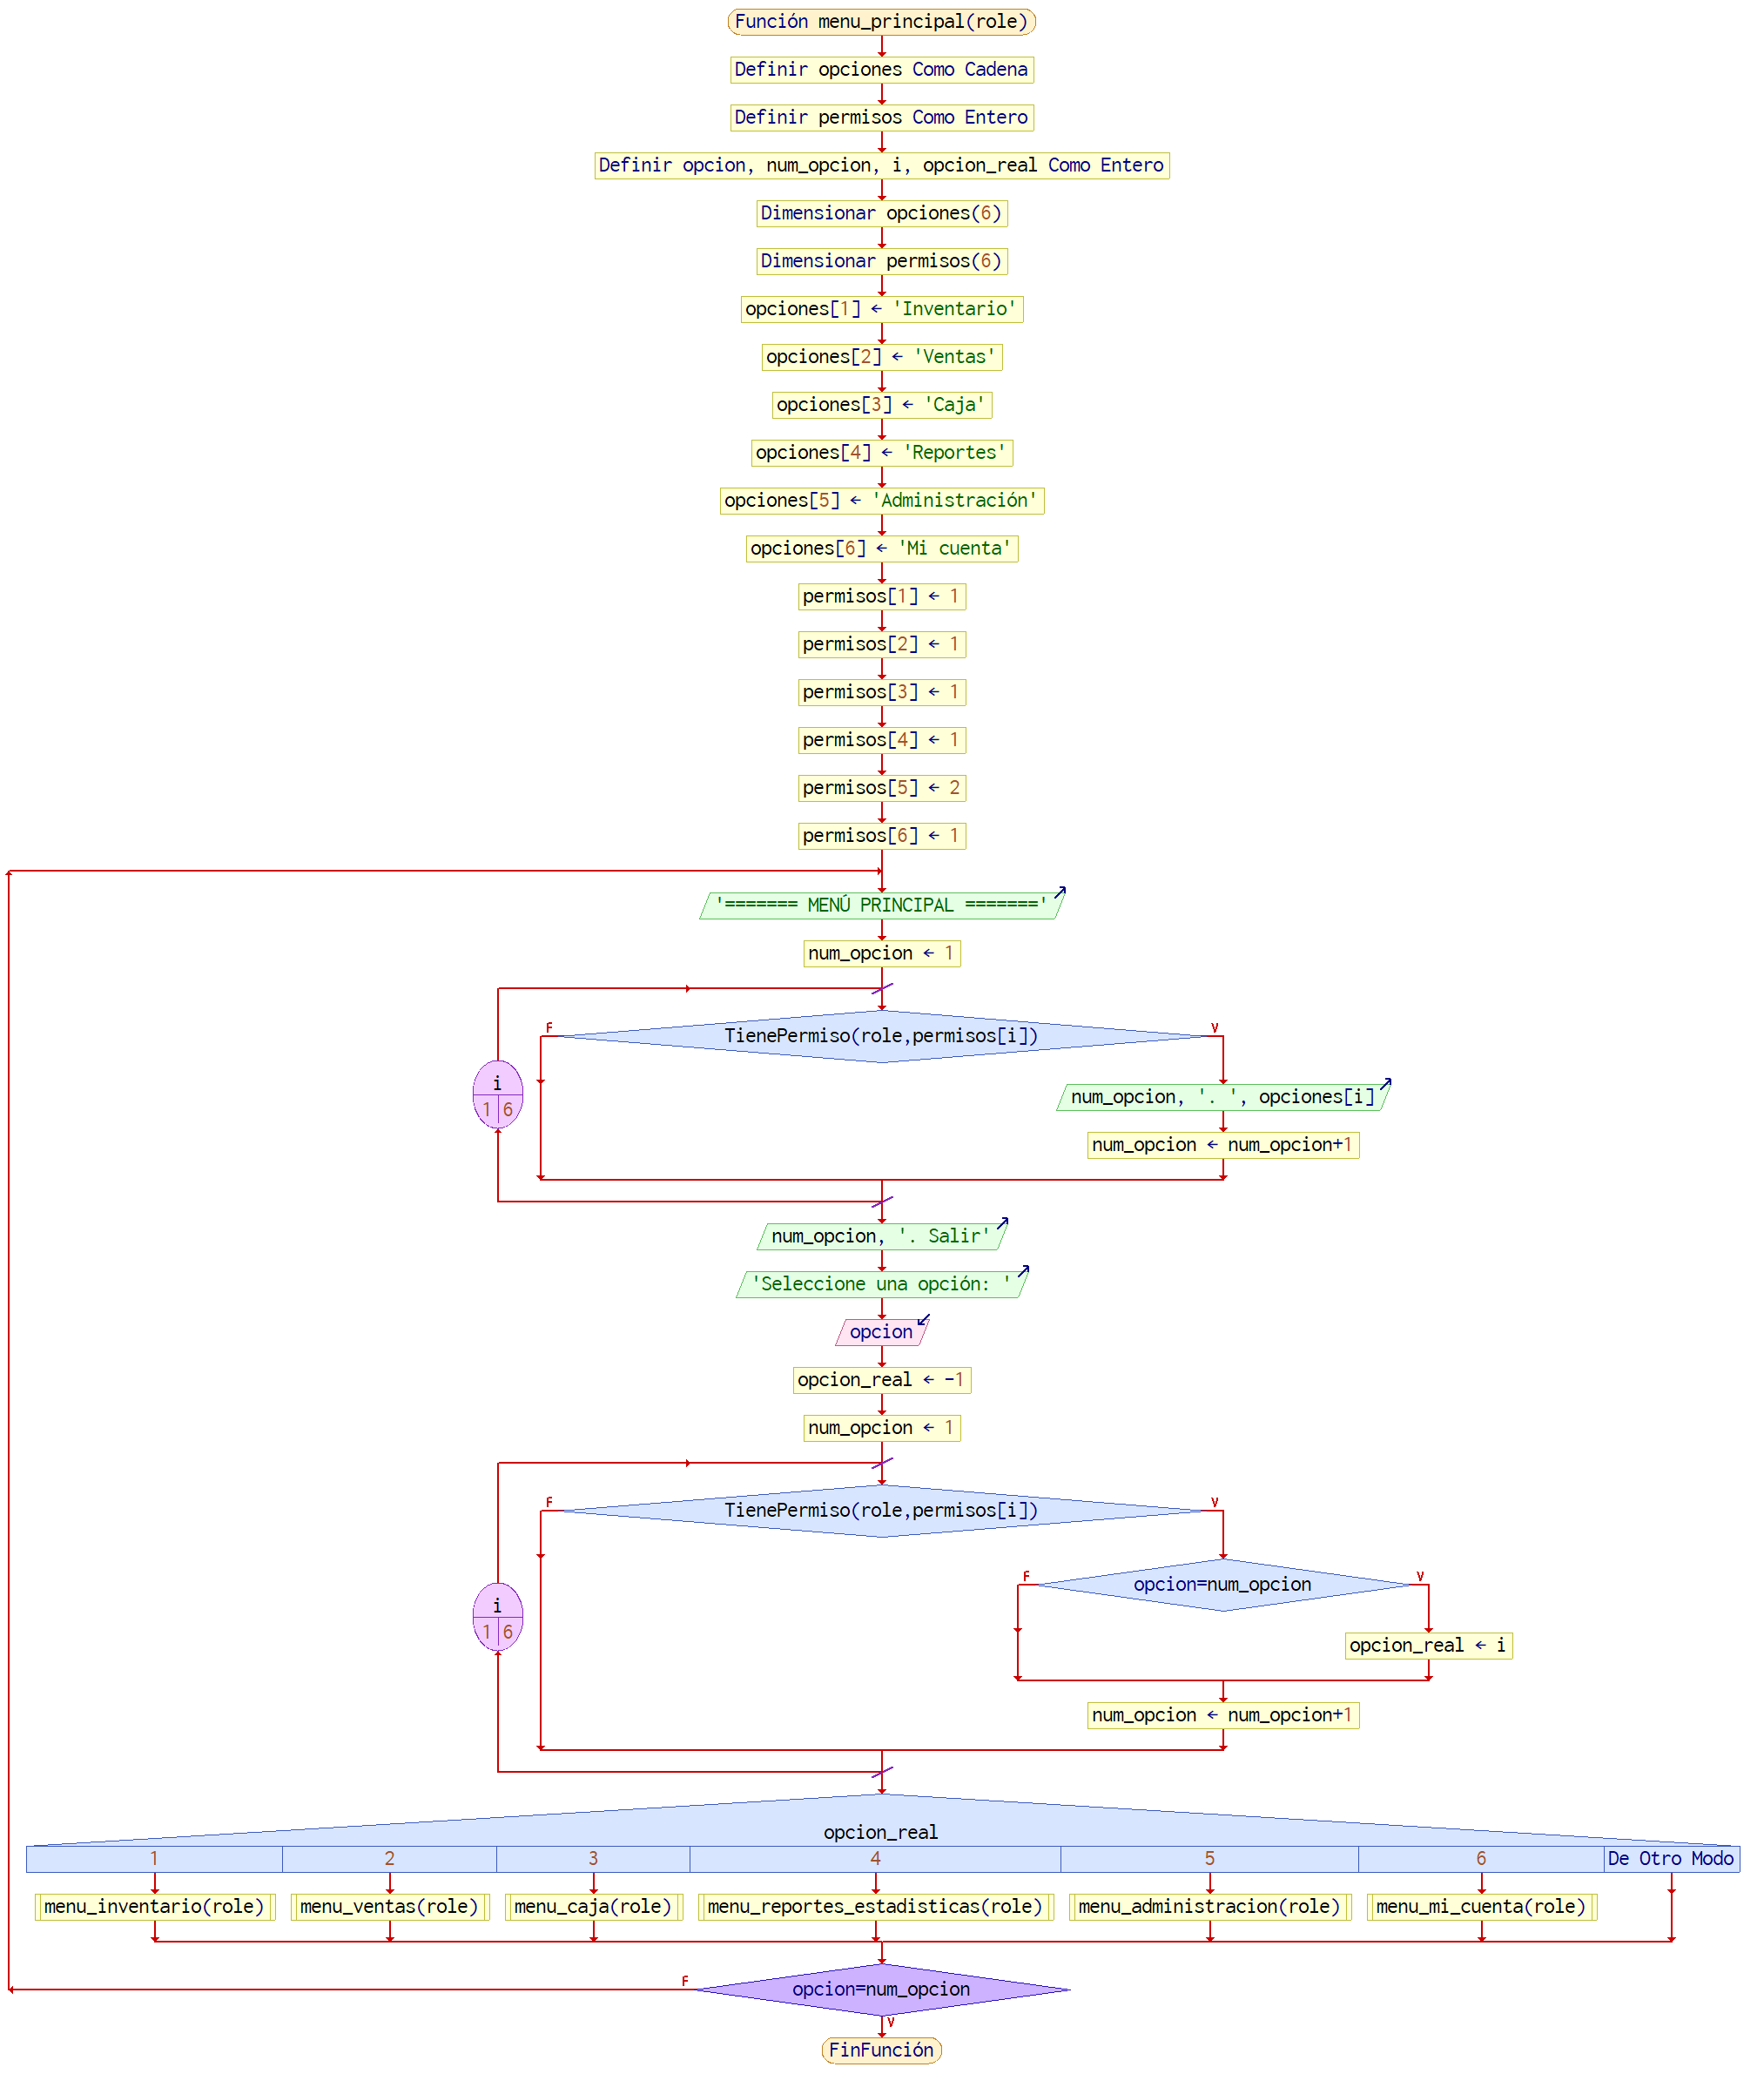 Función menu_principal(role)
Definir opciones Como Cadena
Definir permisos Como Entero
Definir opcion, num_opcion, i, opcion_real Como Entero
Dimensionar opciones(6)
Dimensionar permisos(6)
opciones[1] ← 'Inventario'
opciones[2] ← 'Ventas'
opciones[3] ← 'Caja'
opciones[4] ← 'Reportes'
opciones[5] ← 'Administración'
opciones[6] ← 'Mi cuenta'
permisos[1] ← 1
permisos[2] ← 1
permisos[3] ← 1
permisos[4] ← 1
permisos[5] ← 2
permisos[6] ← 1
'======= MENÚ PRINCIPAL ======='
num_opcion ← 1
F
TienePermiso(role,permisos[i])
V
i
1 6
num_opcion, '. ', opciones[i]
num_opcion ← num_opcion+1
num_opcion, '. Salir'
'Seleccione una opción: '
opcion
opcion_real ← -1
num_opcion ← 1
F
TienePermiso(role,permisos[i])
V
F
opcion=num_opcion
V
i
1 6
opcion_real ← i
num_opcion ← num_opcion+1
opcion_real
1 2 3 4 5 6 De Otro Modo
menu_inventario(role) menu_ventas(role) menu_caja(role) menu_reportes_estadisticas(role) menu_administracion(role) menu_mi_cuenta(role)
F
opcion=num_opcion
V
FinFunción